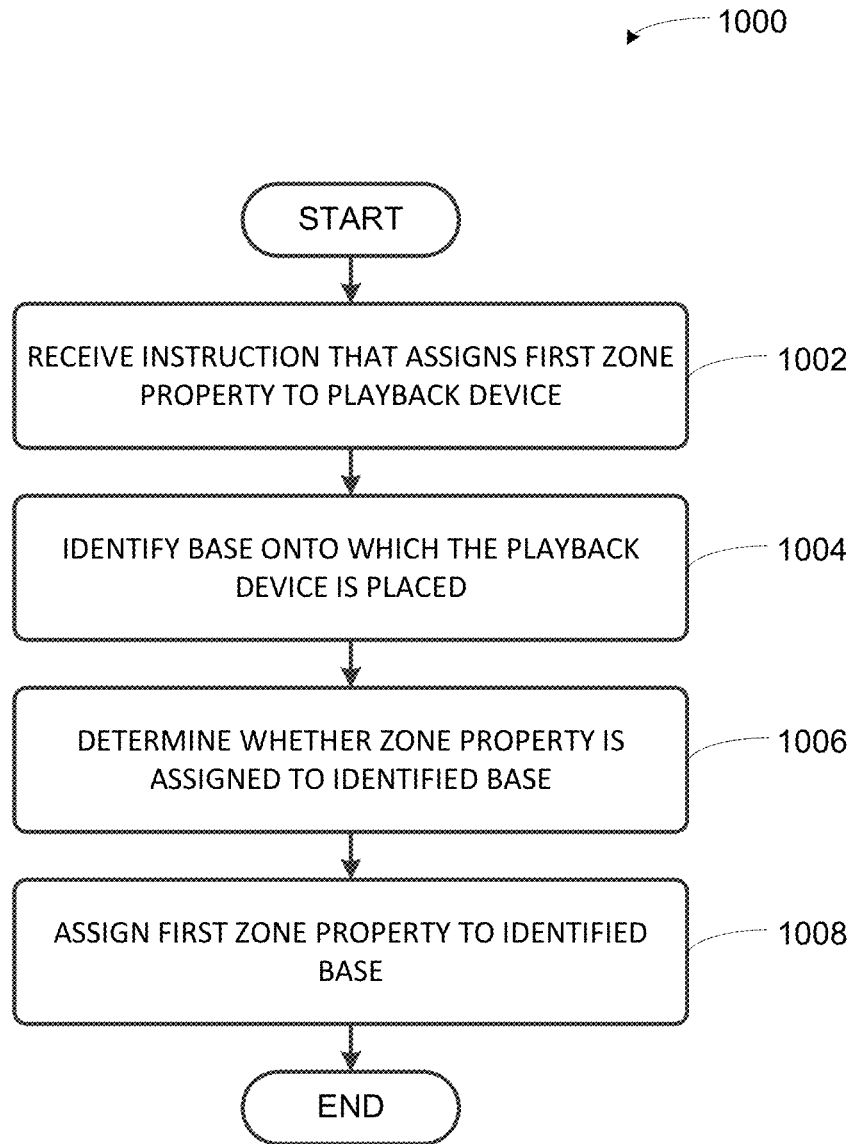 1000
START
RECEIVE INSTRUCTION THAT ASSIGNS FIRST ZONE
PROPERTY TO PLAYBACK DEVICE
1002
IDENTIFY BASE ONTO WHICH THE PLAYBACK
DEVICE IS PLACED
1004
DETERMINE WHETHER ZONE PROPERTY IS
ASSIGNED TO IDENTIFIED BASE
1006
ASSIGN FIRST ZONE PROPERTY TO IDENTIFIED
BASE
1008
END